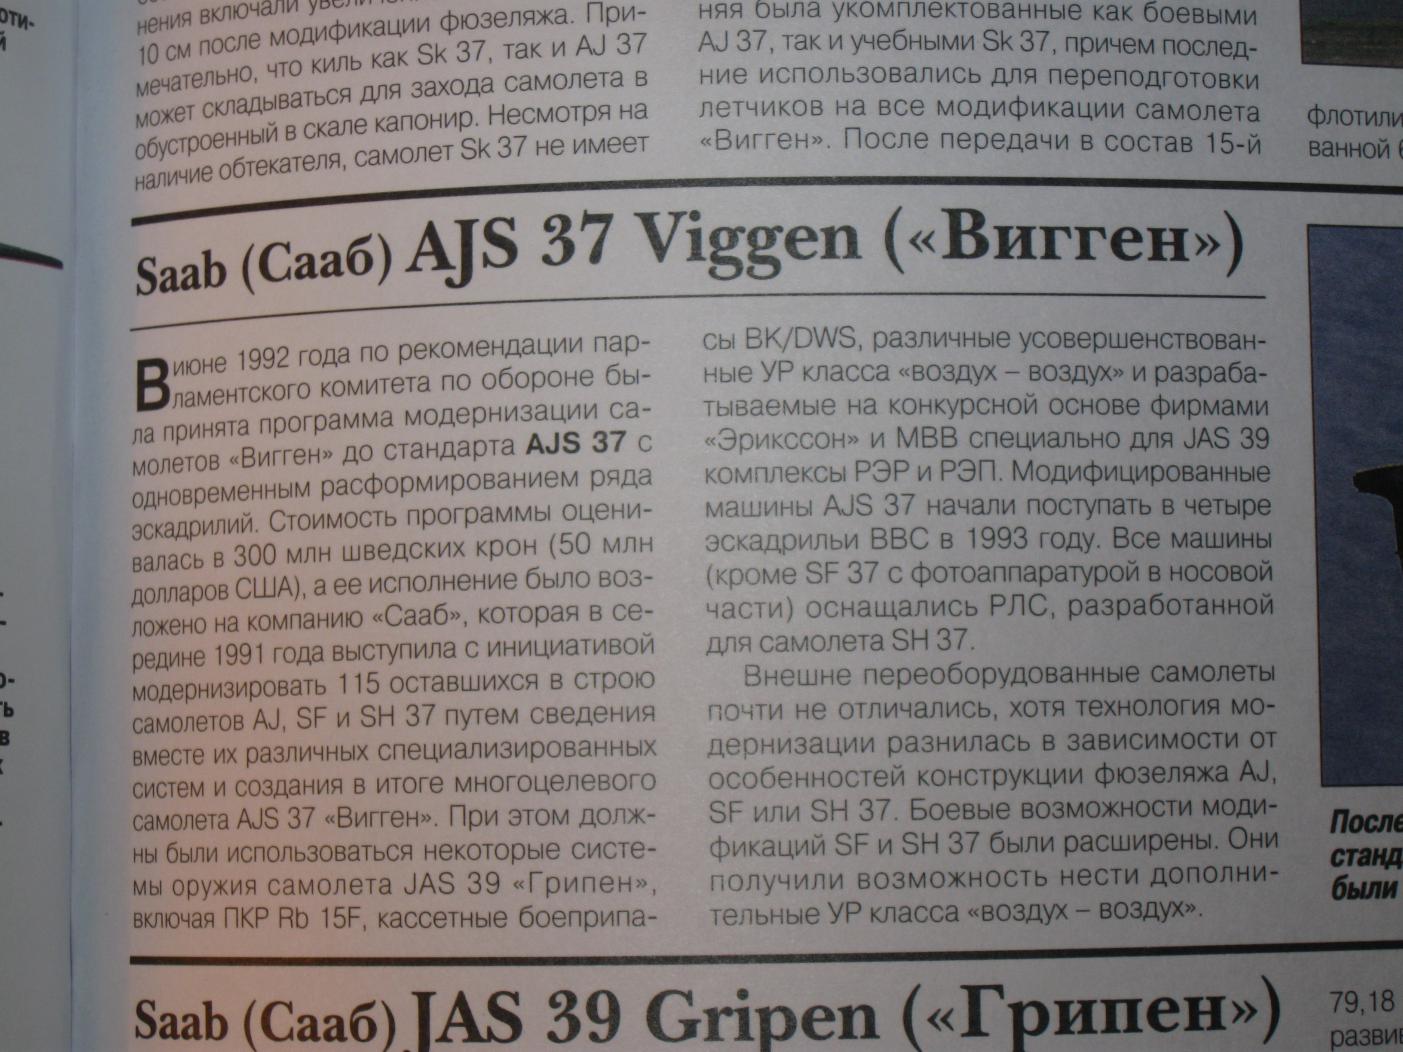 нения включали
10 см после модификации фюзеляжа. При-
мечательно, что киль как Sk 37, так и AJ 37
может складываться для захода самолета в
обустроенный в скале капонир. Несмотря на
наличие обтекателя, самолет Sk 37 не имеет
няя была укомплектованные как боевыми
AJ 37, так и учебными Sk 37, причем послед-
ние использовались для переподготовки
летчиков на все модификации самолета
«Вигген». После передачи в состав 15-й
флотили
ванной
Saab (Сааб) AJS 37 Viggen («Вигген»)
В июне 1992 года по рекомендации пар-
ламентского комитета по обороне бы-
ла принята программа модернизации са-
молетов «Вигген» до стандарта AJS 37 с
одновременным расформированием ряда
эскадрилий. Стоимость программы оцени-
валась в 300 млн шведских крон (50 млн
долларов США), а ее исполнение было воз-
ложено на компанию «Сааб», которая в се-
редине 1991 года выступила с инициативой
модернизировать 115 оставшихся в строю
самолетов AJ, SF и SH 37 путем сведения
вместе их различных специализированных
систем и создания в итоге многоцелевого
самолета AJS 37 «Вигген». При этом долж-
ны были использоваться некоторые систе-
мы оружия самолета JAS 39 «Грипен»,
включая ПКР Rb 15F, кассетные боеприпа-
сы BK/DWS, различные усовершенствован-
ные УР класса «воздух – воздух» и разраба-
тываемые на конкурсной основе фирмами
«Эрикссон» и МВВ специально для JAS 39
комплексы РЭР и РЭП. Модифицированные
машины AJS 37 начали поступать в четыре
эскадрильи ВВС в 1993 году. Все машины
(кроме SF 37 с фотоаппаратурой в носовой
части) оснащались РЛС, разработанной
для самолета SH 37.
Внешне переоборудованные самолеты
почти не отличались, хотя технология мо-
дернизации разнилась в зависимости от
особенностей конструкции фюзеляжа AJ,
SF или SH 37. Боевые возможности моди-
фикаций SF и SH 37 были расширены. Они
получили возможность нести дополни-
тельные УР класса «воздух – воздух».
После
станд
были
Saab (Сааб) JAS 39 Gripen («Грипен»)
79,18
разви